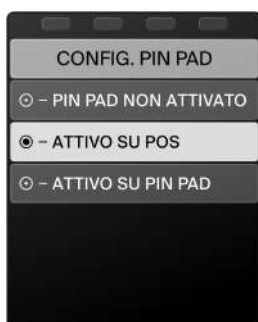 CONFIG. PIN PAD
– PIN PAD NON ATTIVATO
– ATTIVO SU POS
– ATTIVO SU PIN PAD